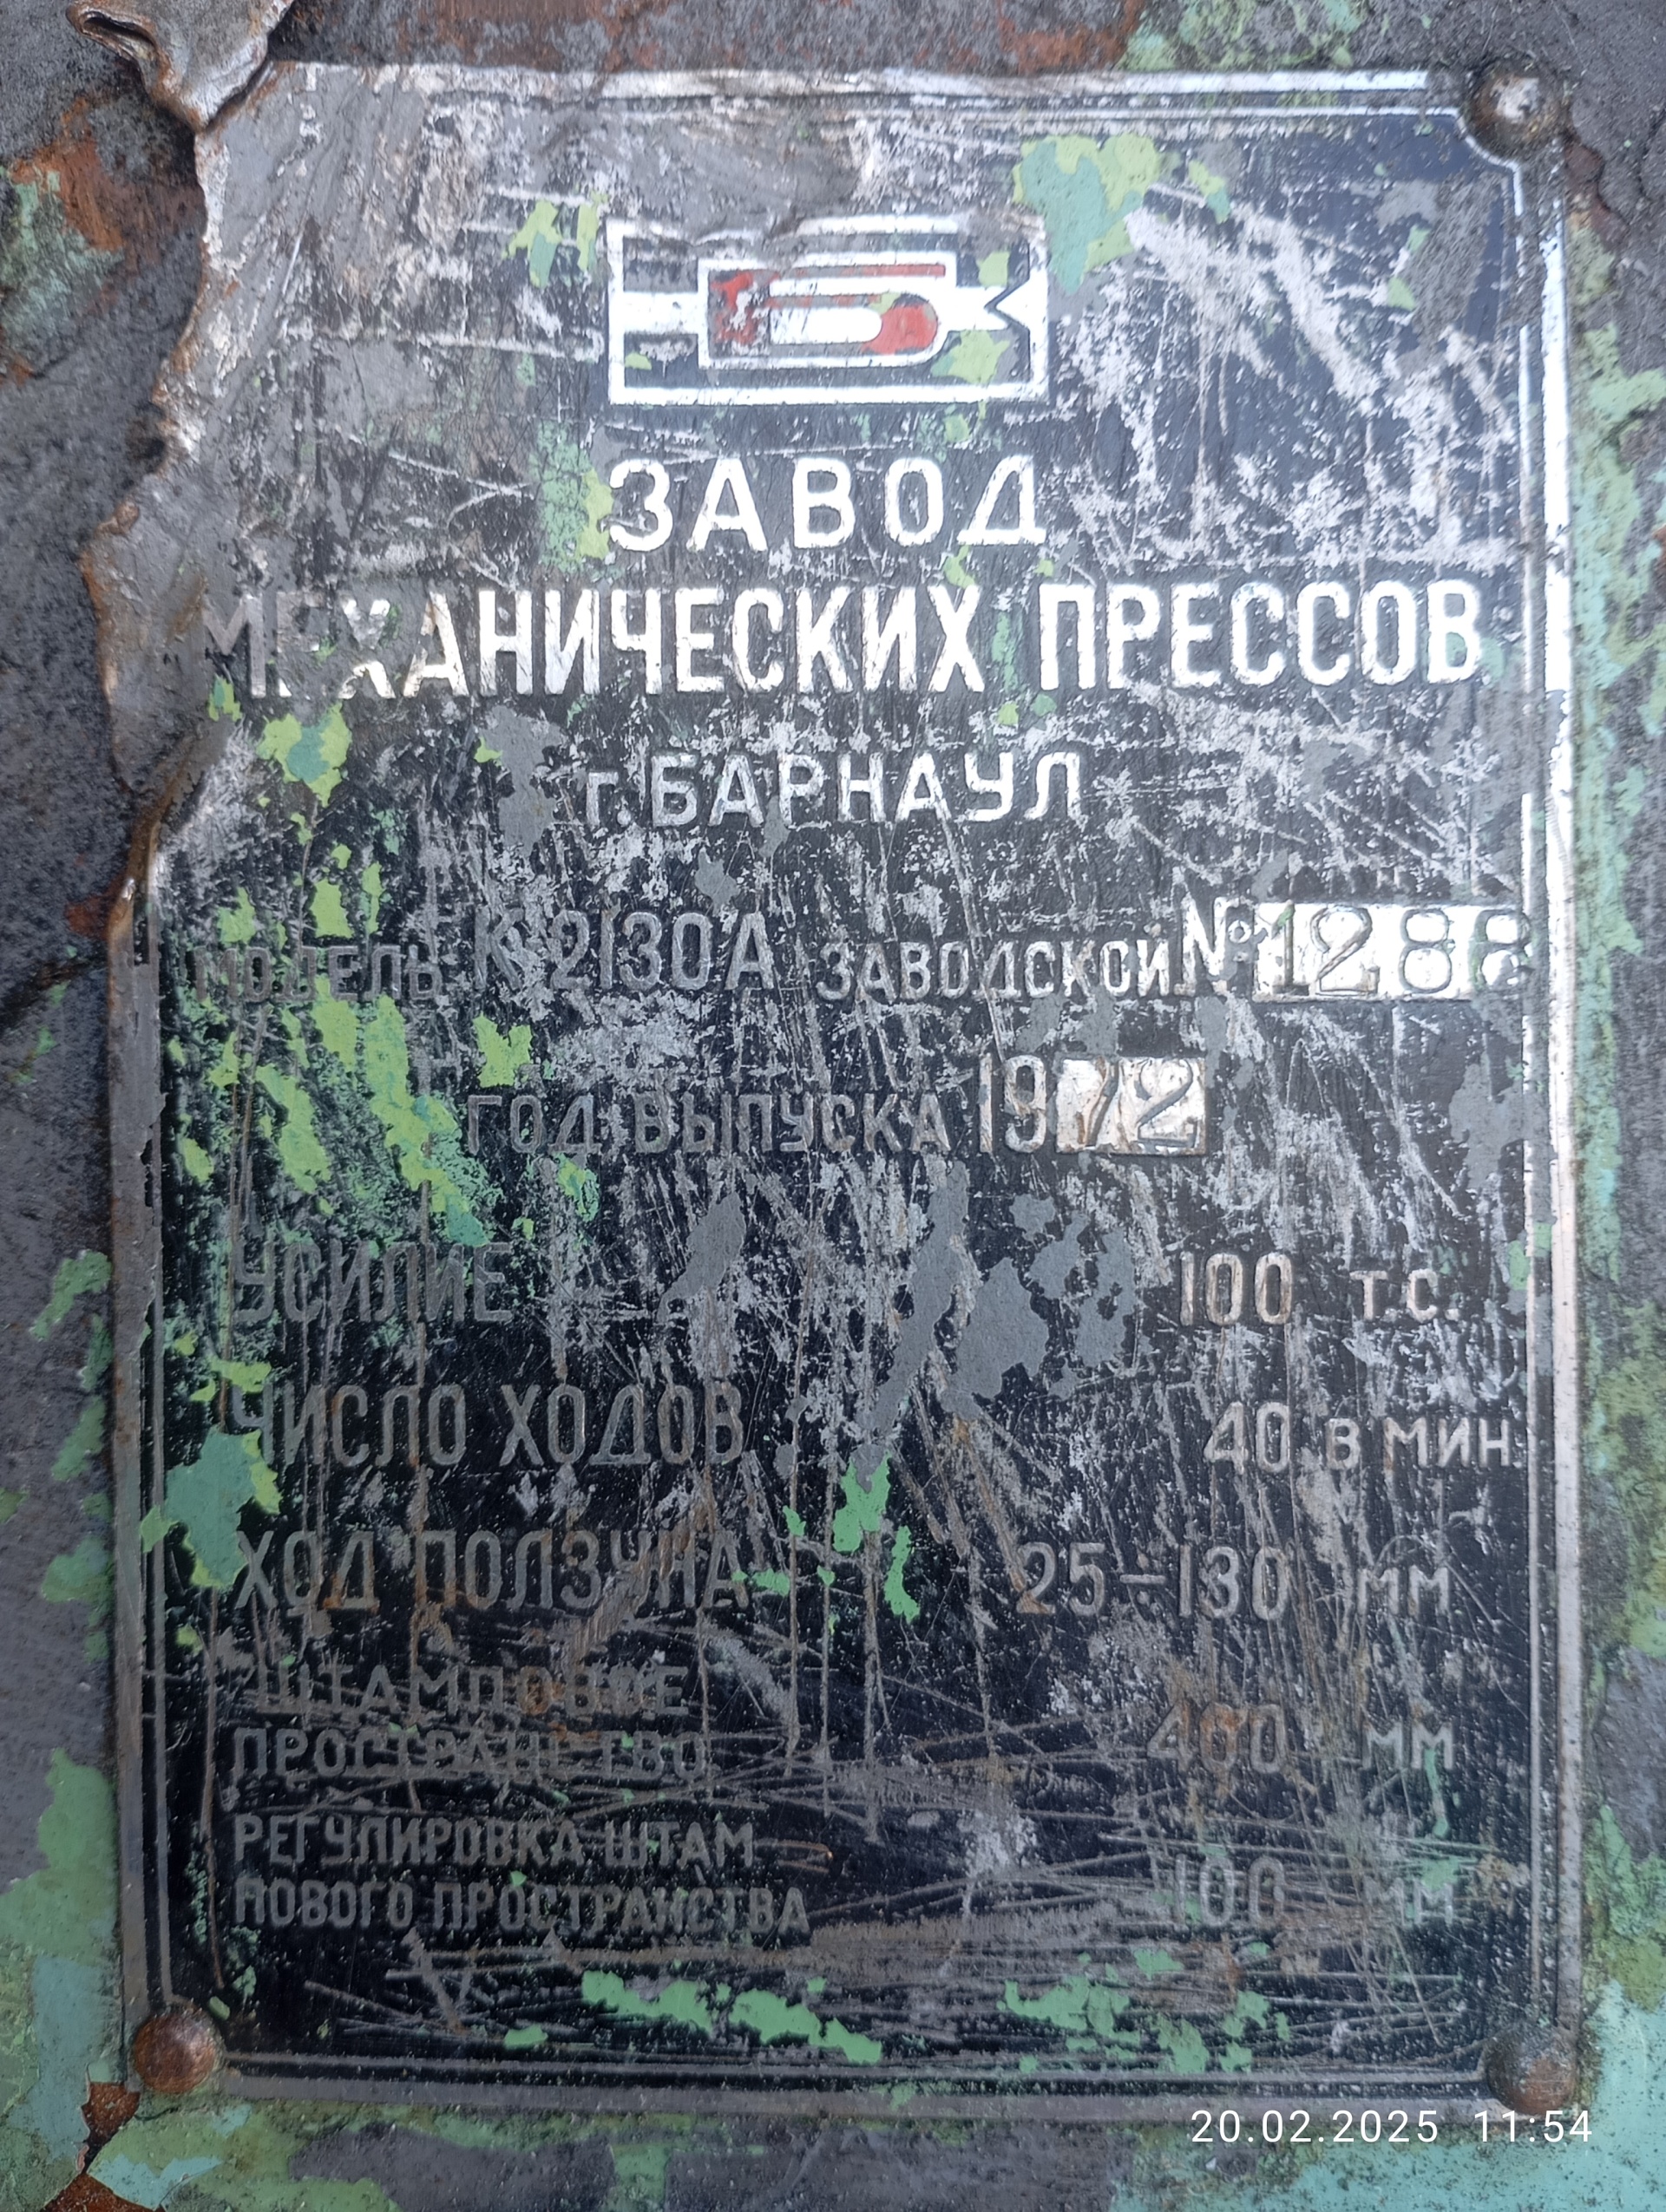 ЗАВОД
МЕХАНИЧЕСКИХ ПРЕССОВ
г. БАРНАУЛ
МОДЕЛЬ К 2130А ЗАВОДСКОЙ № 1288
ГОД ВЫПУСКА 1972
УСИЛИЕ 100 Т.С.
ЧИСЛО ХОДОВ 40 В МИН.
ХОД ПОЛЗУНА 25÷130 ММ
ШТАМПОВОЕ
ПРОСТРАНСТВО 400 ММ
РЕГУЛИРОВКА ШТАМ
ПОВОГО ПРОСТРАНСТВА 100 ММ
20.02.2025 11:54